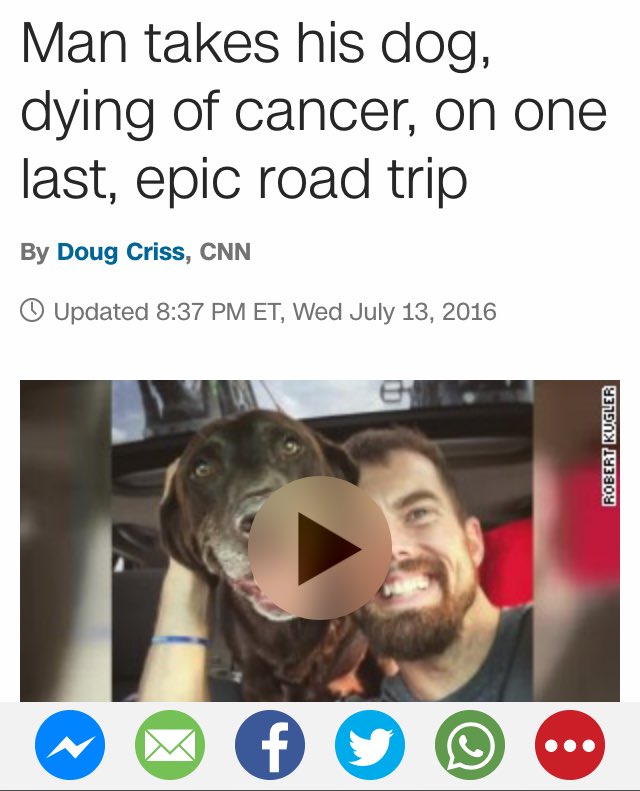 Man takes his dog,
dying of cancer, on one
last, epic road trip
By Doug Criss, CNN
Updated 8:37 PM ET, Wed July 13, 2016
ROBERT KUGLER